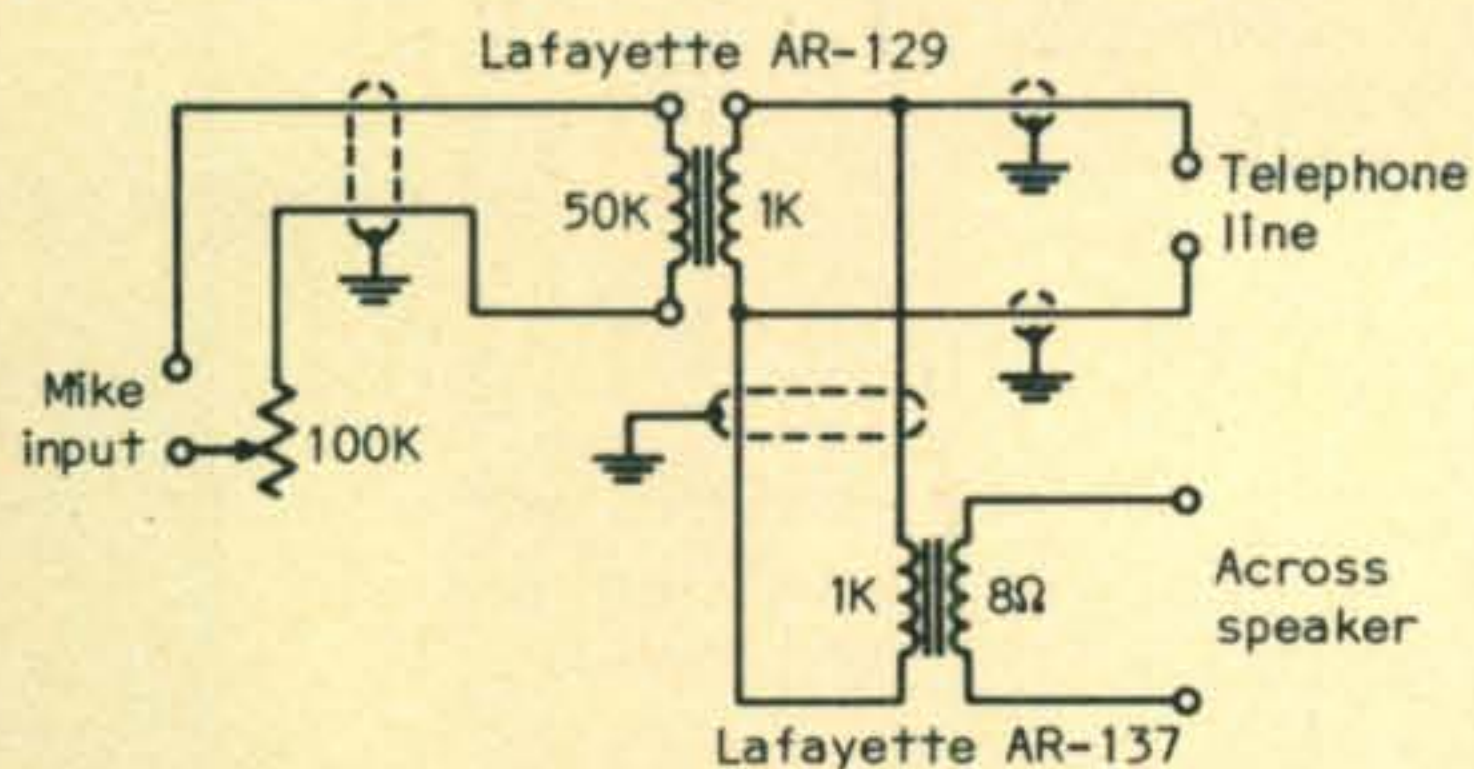 Lafayette AR-129
50K
1K
Telephone
line
Mike
input
100K
1K
8Ω
Across
speaker
Lafayette AR-137